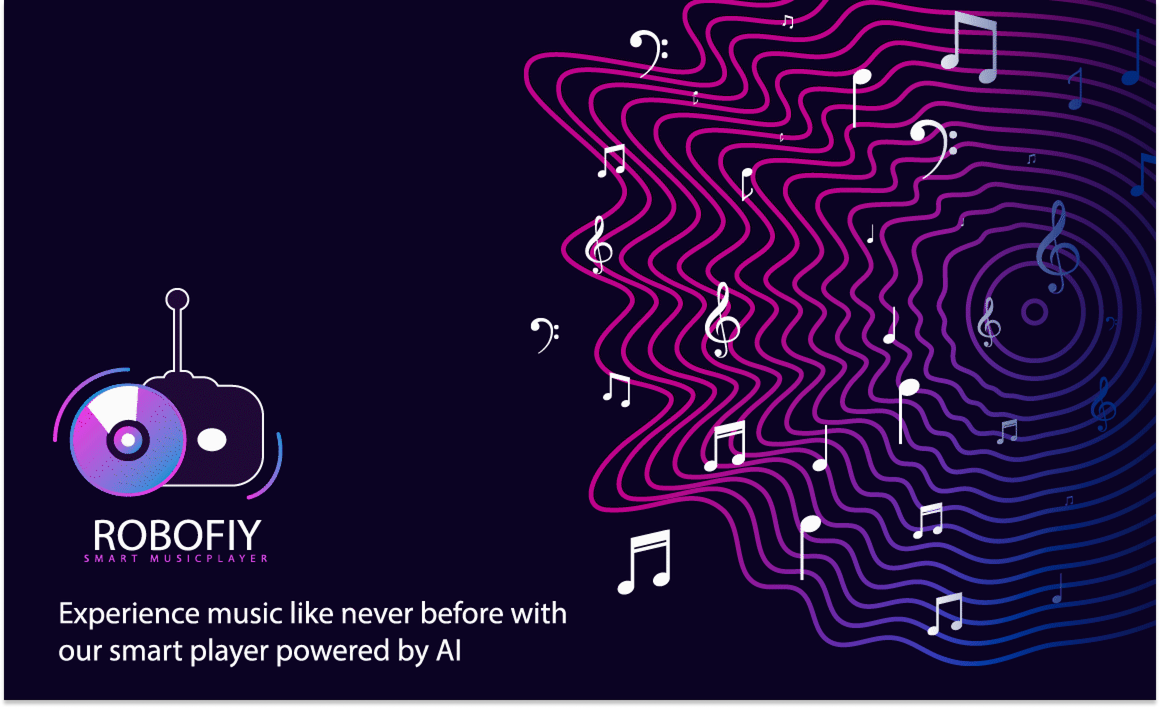 ROBOFIY
SMART MUSICPLAYER
Experience music like never before with
our smart player powered by AI